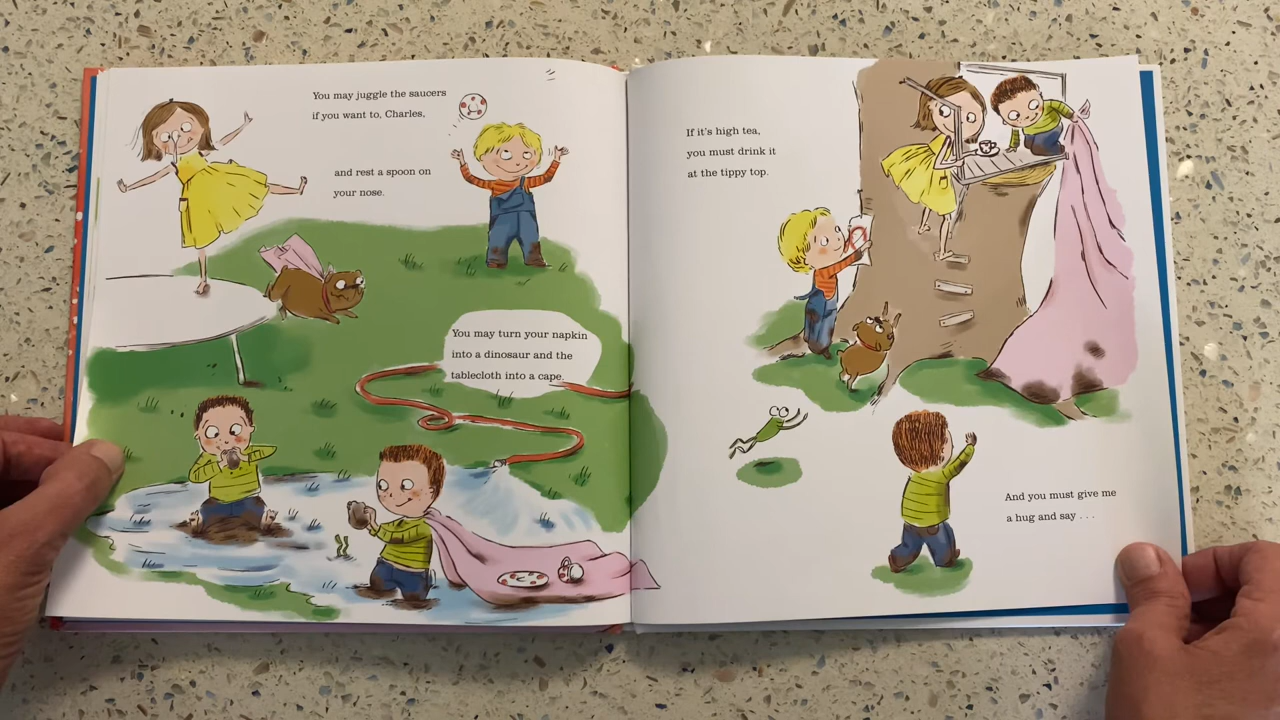 You may juggle the saucers
if you want to, Charles,
and rest a spoon on
your nose.
You may turn your napkin
into a dinosaur and the
tablecloth into a cape.
If it's high tea,
you must drink it
at the tippy top.
And you must give me
a hug and say . . .